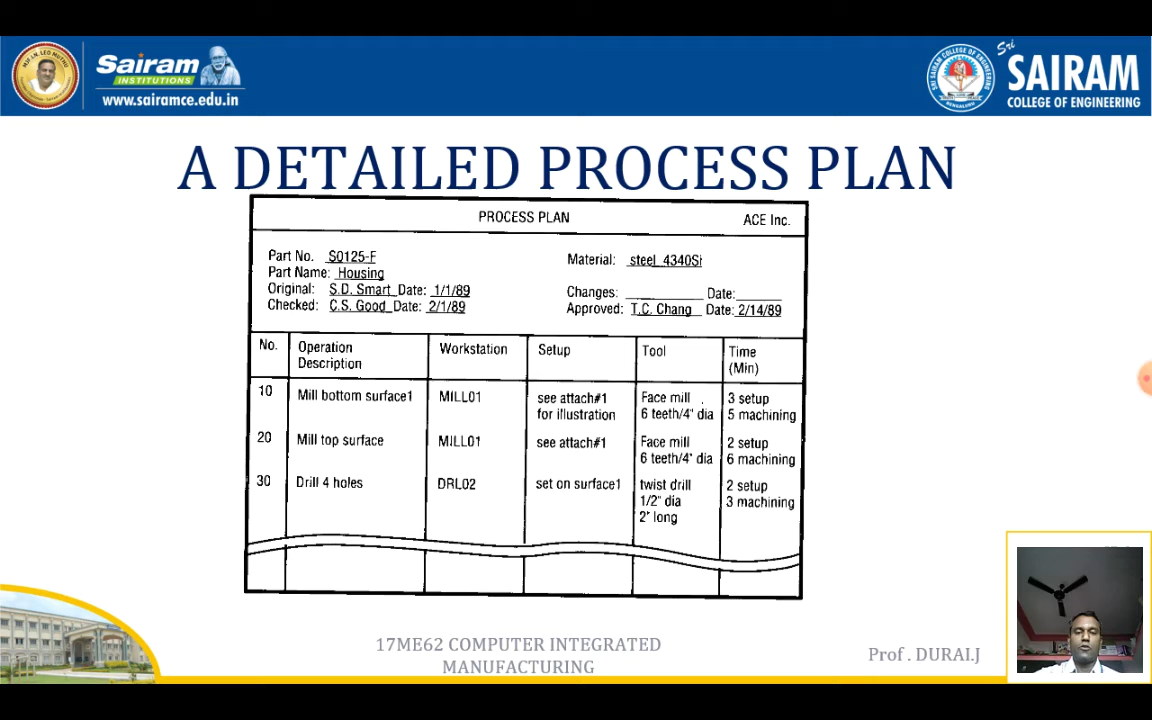 Sairam
INSTITUTIONS
www.sairamce.edu.in
Sri
SAIRAM
COLLEGE OF ENGINEERING
A DETAILED PROCESS PLAN
PROCESS PLAN ACE Inc.
Part No. S0125-F Material: steel 4340Si
Part Name: Housing
Original: S.D. Smart Date: 1/1/89 Changes: Date:
Checked: C.S. Good Date: 2/1/89 Approved: T.C. Chang Date: 2/14/89
No. Operation Workstation Setup Tool Time
Description (Min)
10 Mill bottom surface1 MILL01 see attach#1 Face mill 3 setup
for illustration 6 teeth/4" dia 5 machining
20 Mill top surface MILL01 see attach#1 Face mill 2 setup
6 teeth/4" dia 6 machining
30 Drill 4 holes DRL02 set on surface1 twist drill 2 setup
1/2" dia 3 machining
2" long
17ME62 COMPUTER INTEGRATED
MANUFACTURING
Prof . DURAI.J